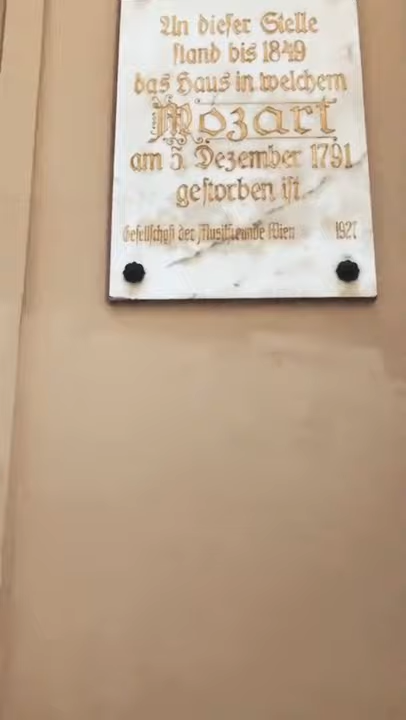 An dieser Stelle
stand bis 1849
das Haus in welchem
Mozart
am 5. Dezember 1791
gestorben ist.
Gesellschaft der Musikfreunde Wien 1927